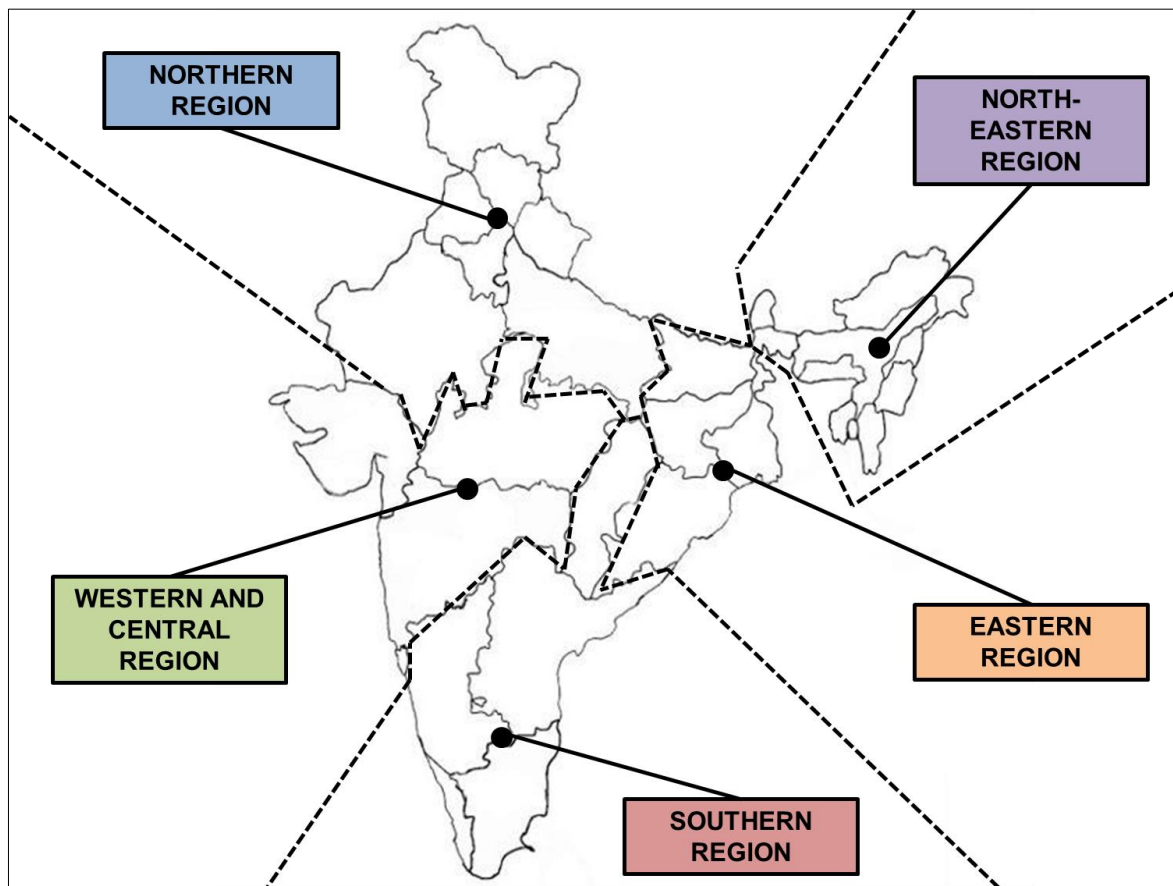 NORTHERN
REGION
NORTH-
EASTERN
REGION
WESTERN AND
CENTRAL
REGION
EASTERN
REGION
SOUTHERN
REGION